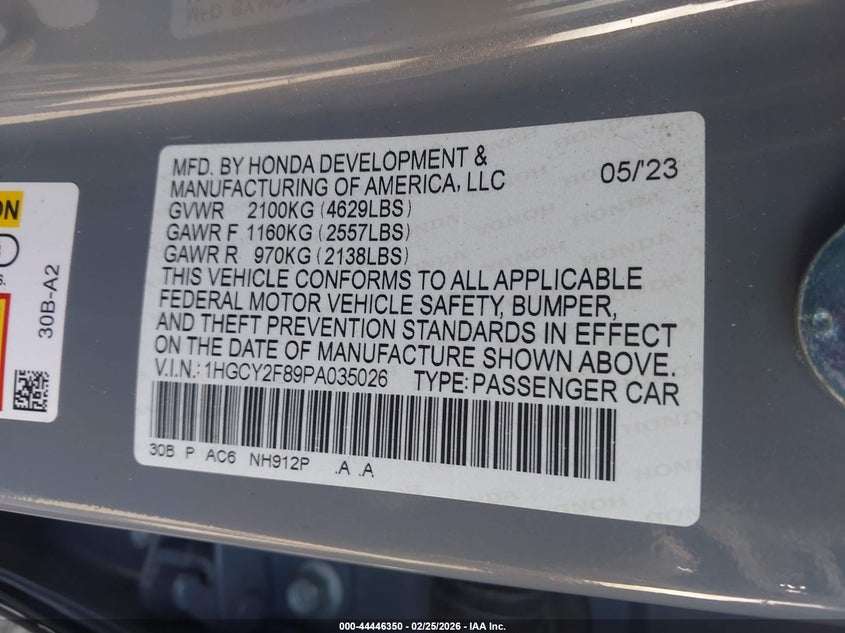 MFD. BY HONDA DEVELOPMENT &
MANUFACTURING OF AMERICA, LLC 05/'23
GVWR 2100KG (4629LBS)
GAWR F 1160KG (2557LBS)
GAWR R 970KG (2138LBS)
THIS VEHICLE CONFORMS TO ALL APPLICABLE
FEDERAL MOTOR VEHICLE SAFETY, BUMPER,
AND THEFT PREVENTION STANDARDS IN EFFECT
ON THE DATE OF MANUFACTURE SHOWN ABOVE.
V.I.N.: 1HGCY2F89PA035026 TYPE: PASSENGER CAR
30B P AC6 NH912P .A .A
30B-A2
000-44446350 - 02/25/2026 - IAA Inc.